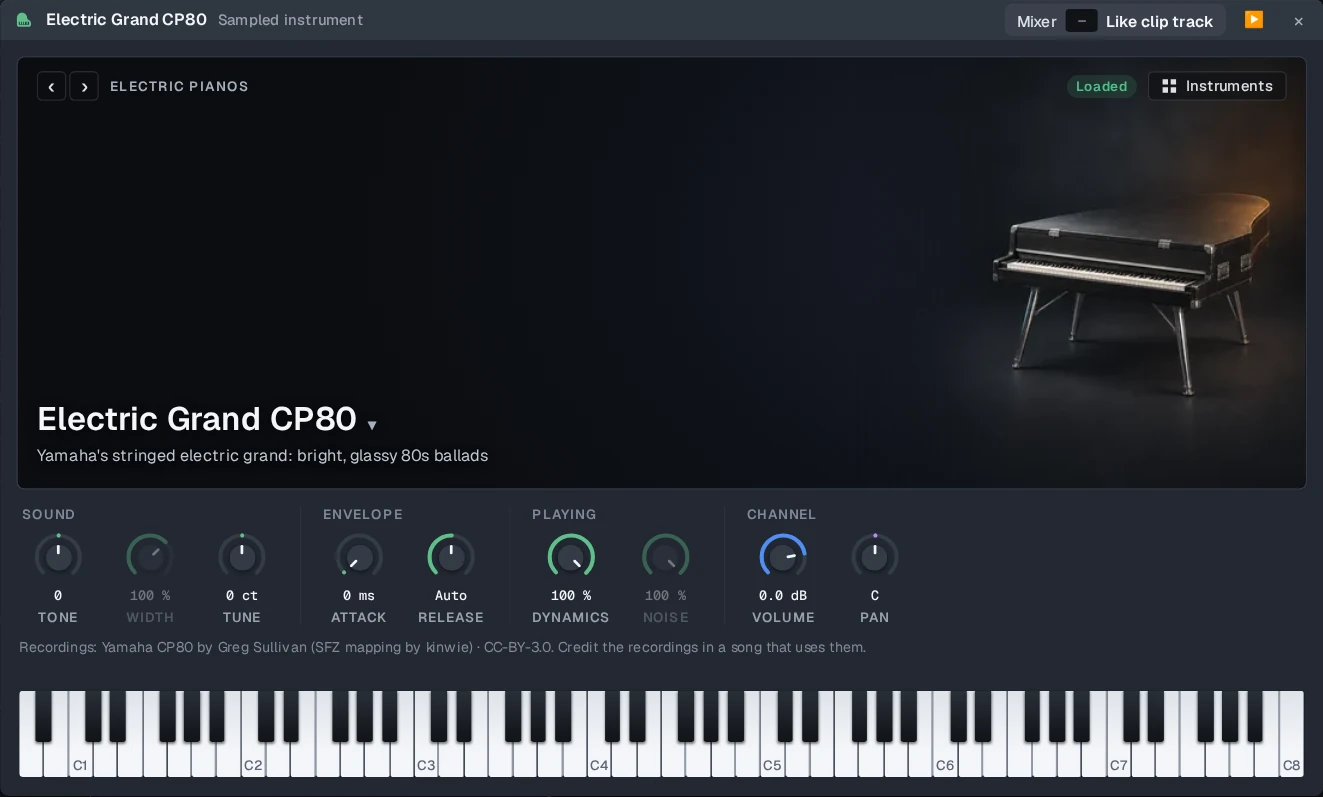 Electric Grand CP80 Sampled instrument Mixer – Like clip track
ELECTRIC PIANOS Loaded Instruments
Electric Grand CP80
Yamaha's stringed electric grand: bright, glassy 80s ballads
SOUND ENVELOPE PLAYING CHANNEL
0 100 % 0 ct 0 ms Auto 100 % 100 % 0.0 dB C
TONE WIDTH TUNE ATTACK RELEASE DYNAMICS NOISE VOLUME PAN
Recordings: Yamaha CP80 by Greg Sullivan (SFZ mapping by kinwie) · CC-BY-3.0. Credit the recordings in a song that uses them.
C1 C2 C3 C4 C5 C6 C7 C8